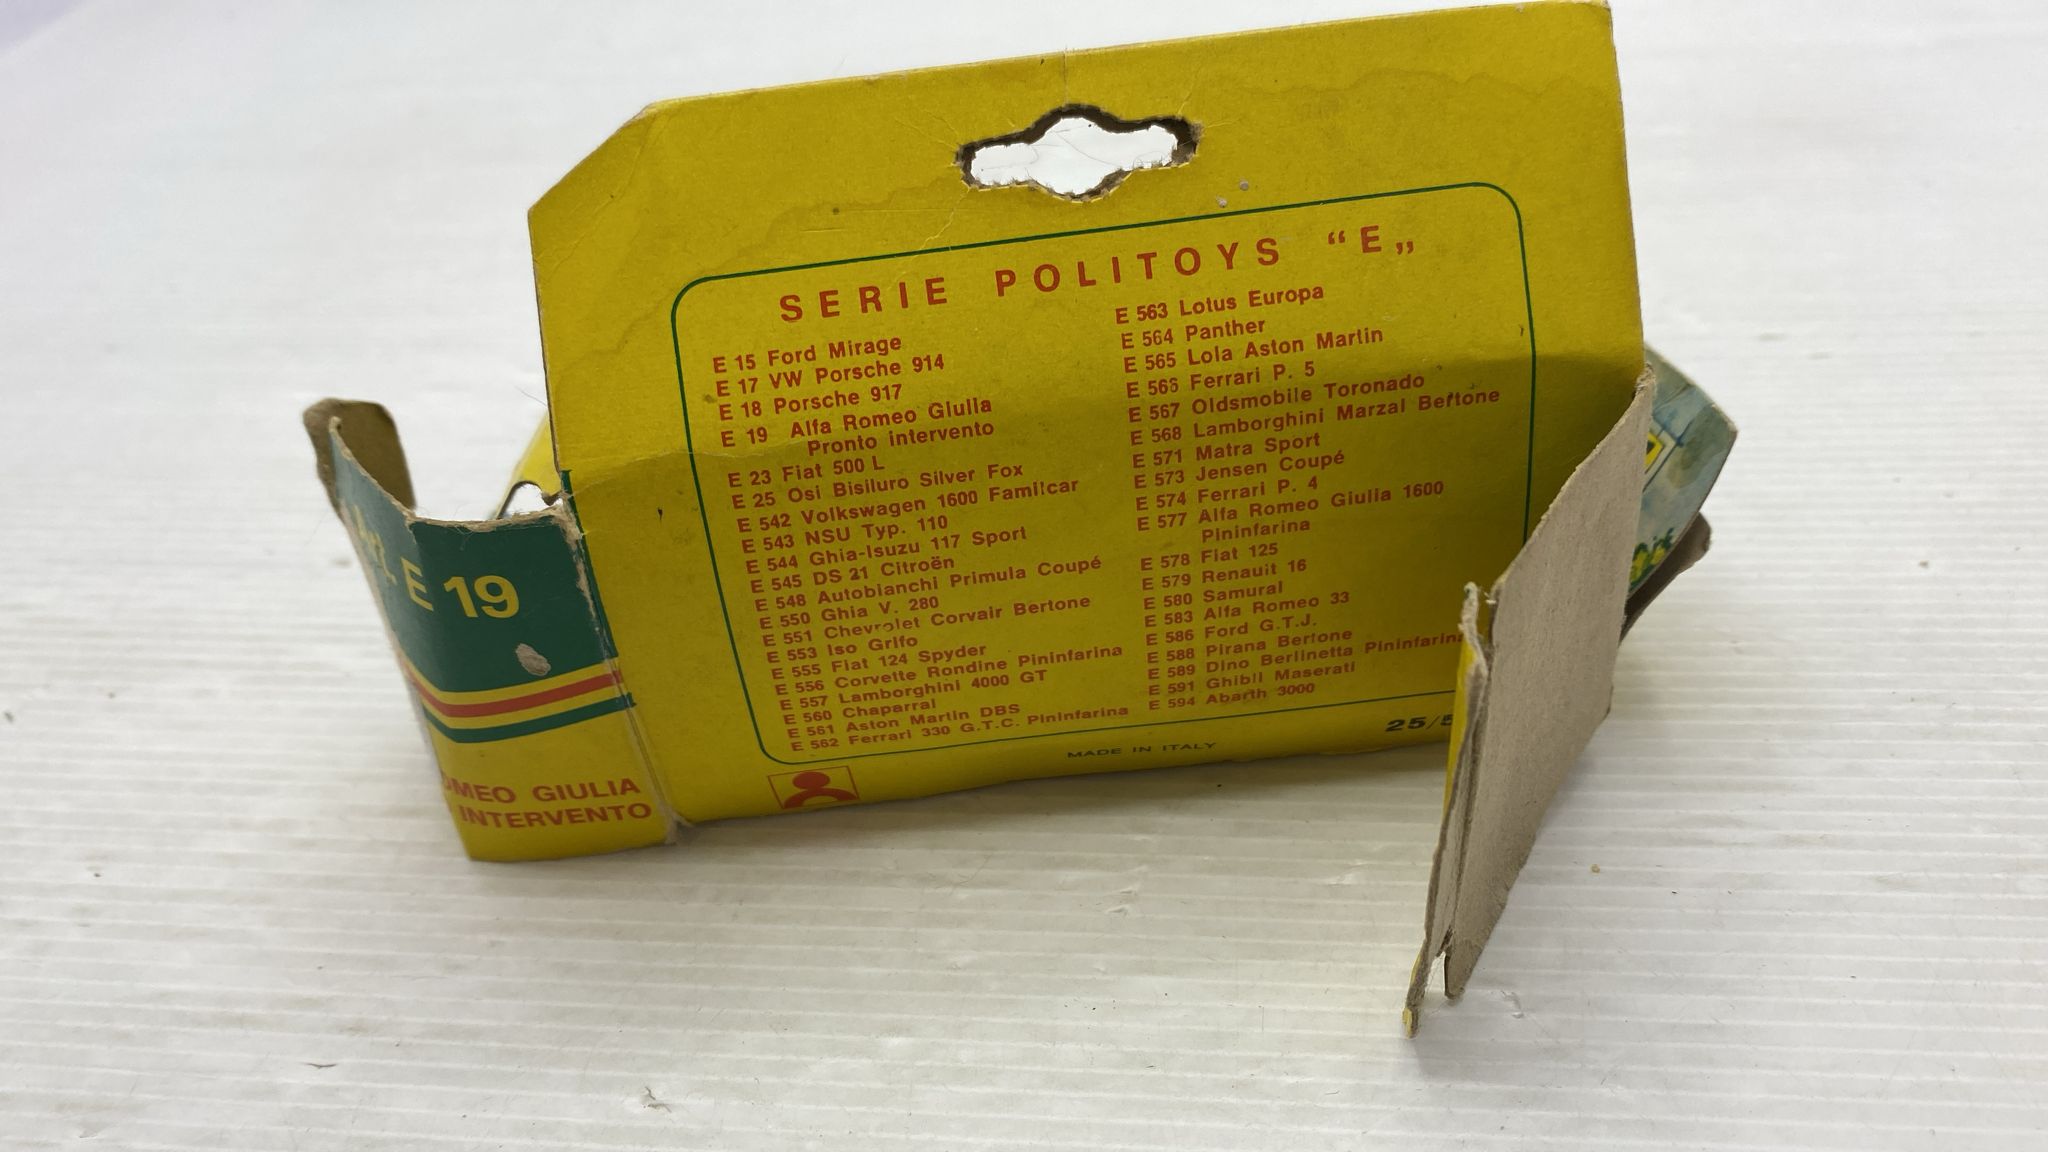 SERIE POLITOYS “E„
E 15 Ford Mirage
E 17 VW Porsche 914
E 18 Porsche 917
E 19 Alfa Romeo Giulia
Pronto intervento
E 23 Fiat 500 L
E 25 Osi Bisiluro Silver Fox
E 542 Volkswagen 1600 Familcar
E 543 NSU Typ. 110
E 544 Ghia-Isuzu 117 Sport
E 545 DS 21 Citroën
E 548 Autobianchi Primula Coupé
E 550 Ghia V. 280
E 551 Chevrolet Corvair Bertone
E 553 Iso Grifo
E 555 Fiat 124 Spyder
E 556 Corvette Rondine Pininfarina
E 557 Lamborghini 4000 GT
E 560 Chaparral
E 561 Aston Martin DBS
E 562 Ferrari 330 G.T.C. Pininfarina
E 563 Lotus Europa
E 564 Panther
E 565 Lola Aston Martin
E 566 Ferrari P. 5
E 567 Oldsmobile Toronado
E 568 Lamborghini Marzal Bertone
E 571 Matra Sport
E 573 Jensen Coupé
E 574 Ferrari P. 4
E 577 Alfa Romeo Giulia 1600
Pininfarina
E 578 Fiat 125
E 579 Renault 16
E 580 Samurai
E 583 Alfa Romeo 33
E 586 Ford G.T.J.
E 588 Pirana Bertone
E 589 Dino Berlinetta Pininfarina
E 591 Ghibli Maserati
E 594 Abarth 3000
MADE IN ITALY
25/5
E 19
OMEO GIULIA
INTERVENTO